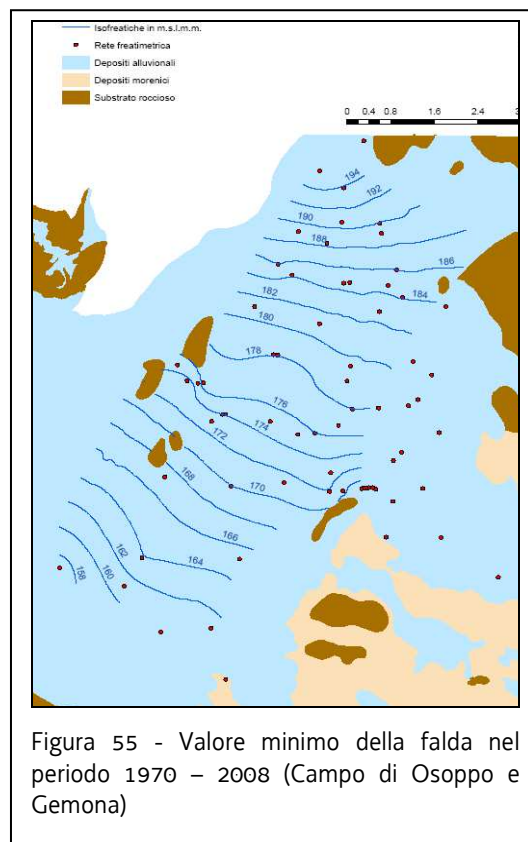 Isofreatiche in m.s.l.m.m.
Rete freatimetrica
Depositi alluvionali
Depositi morenici
Substrato roccioso
0 0.4 0.8 1.6 2.4 3
194
192
190
188
186
184
182
180
178
176
174
172
170
168
166
164
162
160
158
Figura 55 - Valore minimo della falda nel
periodo 1970 – 2008 (Campo di Osoppo e
Gemona)